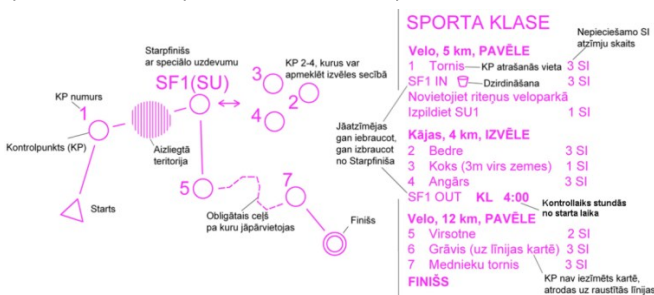 Starpfinišs
ar speciālo uzdevumu
SF1(SU)
KP 2-4, kurus var
apmeklēt izvēles secībā
3
2
4
KP numurs
1
Kontrolpunkts (KP)
Aizliegtā
teritorija
Starts
5
7
Obligātais ceļš
pa kuru jāpārvietojas
Finišs
Jāatzīmējas
gan iebraucot,
gan izbraucot
no Starpfiniša
SPORTA KLASE
Nepieciešamo SI
atzīmju skaits
Velo, 5 km, PAVĒLE
1 Tornis KP atrašanās vieta 3 SI
SF1 IN Dzirdināšana 3 SI
Novietojiet riteņus veloparkā
Izpildiet SU1 1 SI
Kājas, 4 km, IZVĒLE
2 Bedre 3 SI
3 Koks (3m virs zemes) 1 SI
4 Angārs 3 SI
SF1 OUT KL 4:00 Kontrollaiks stundās
no starta laika
Velo, 12 km, PAVĒLE
5 Virsotne 2 SI
6 Grāvis (uz līnijas kartē) 3 SI
7 Mednieku tornis 3 SI
FINIŠS
KP nav iezīmēts kartē,
atrodas uz raustītās līnijas